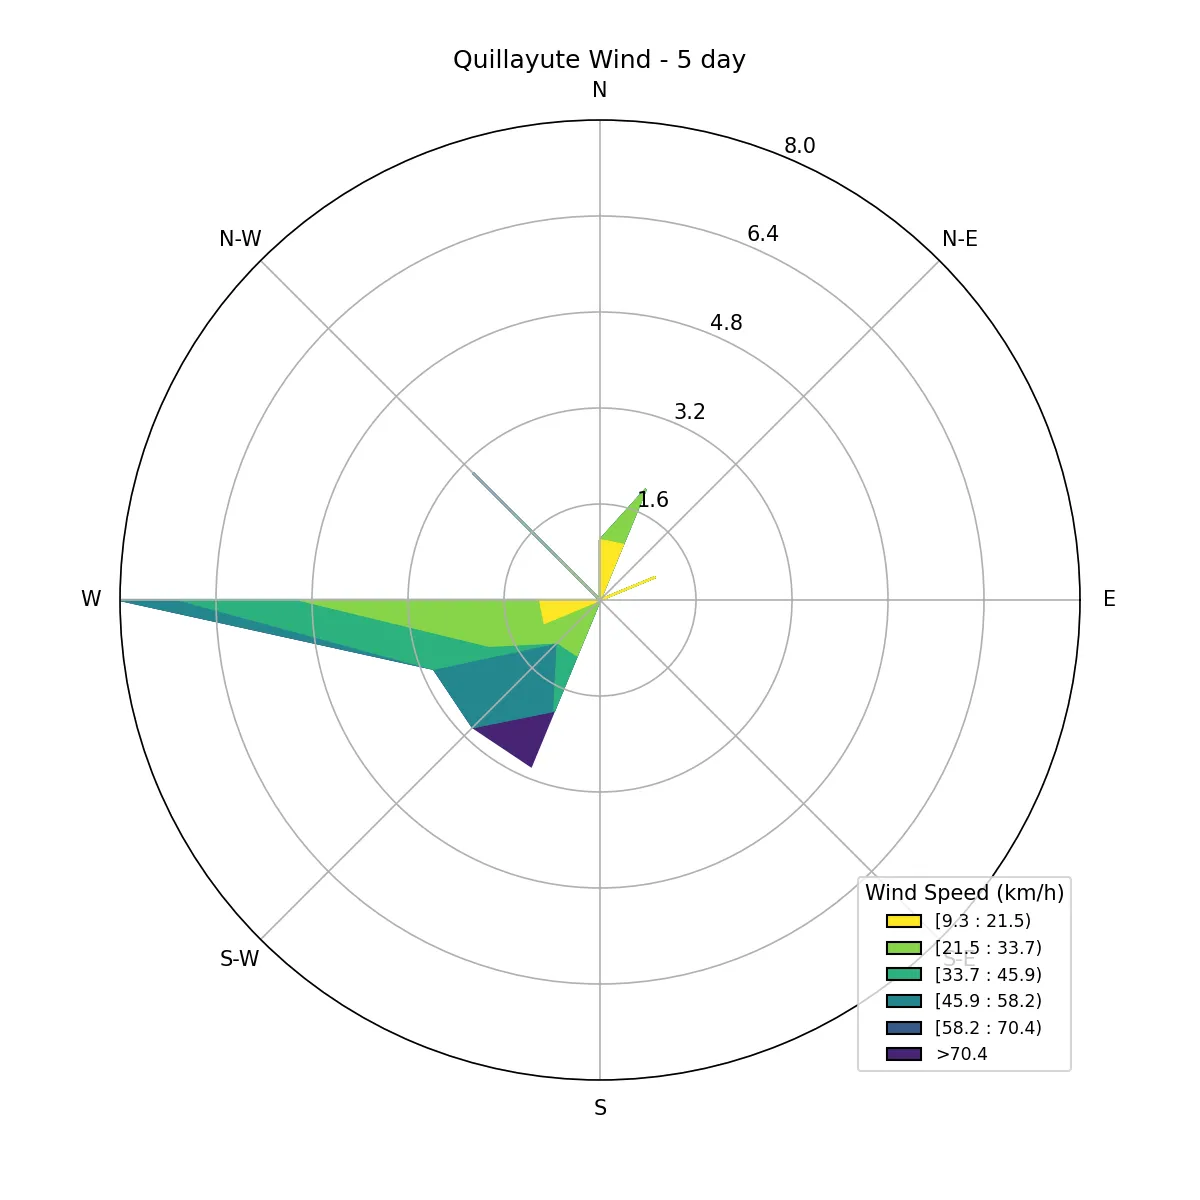 Quillayute Wind - 5 day
N
8.0
N-W
6.4
N-E
4.8
3.2
1.6
W
E
S-W
S-E
S
Wind Speed (km/h)
[9.3 : 21.5)
[21.5 : 33.7)
[33.7 : 45.9)
[45.9 : 58.2)
[58.2 : 70.4)
>70.4